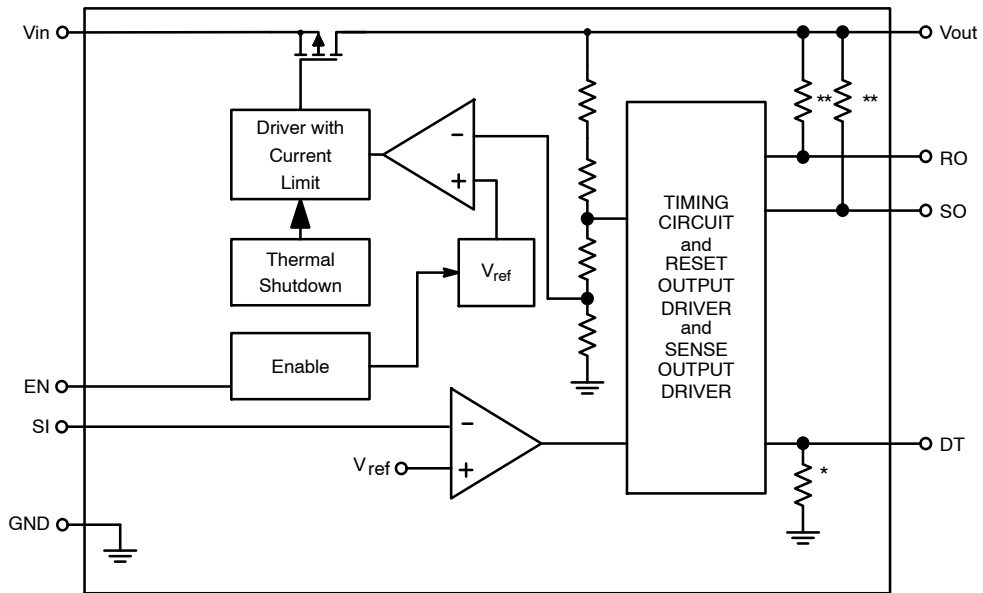 Vin
Vout
Driver with
Current
Limit
−
+
**
**
RO
SO
TIMING
CIRCUIT
and
RESET
OUTPUT
DRIVER
and
SENSE
OUTPUT
DRIVER
Thermal
Shutdown
Vref
Enable
EN
SI
−
Vref
+
DT
*
GND